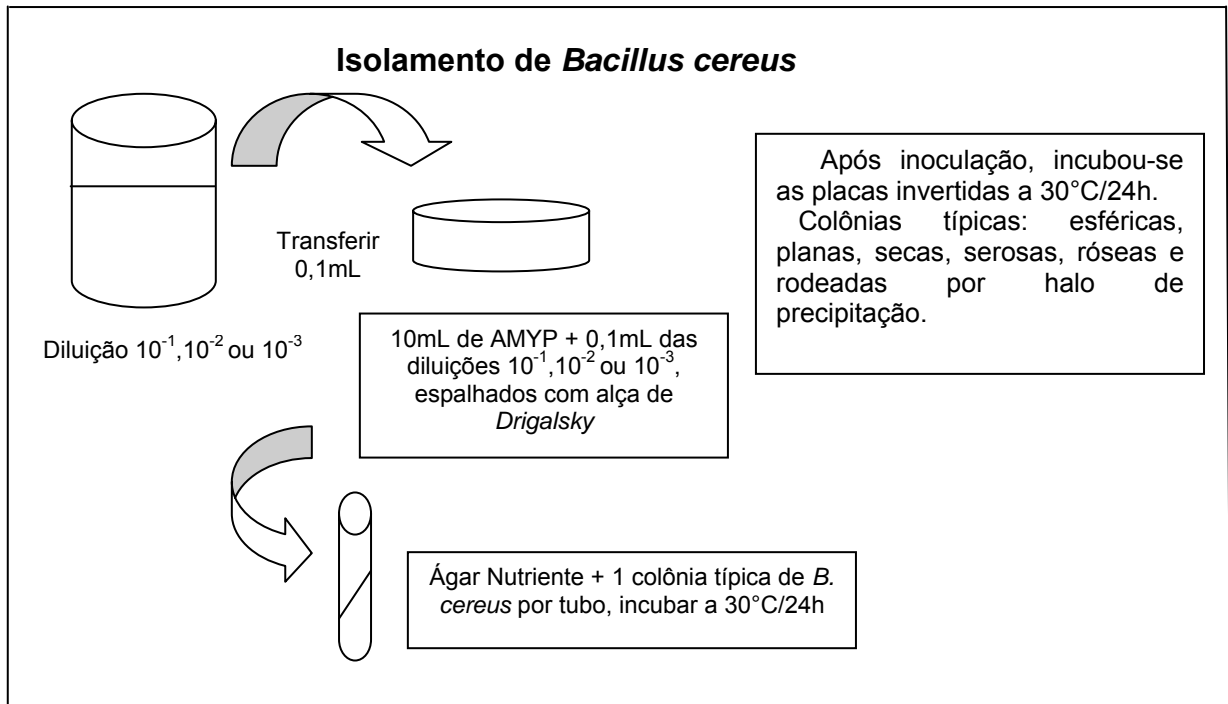 Isolamento de Bacillus cereus
Transferir
0,1mL
Diluição 10⁻¹,10⁻² ou 10⁻³
Após inoculação, incubou-se
as placas invertidas a 30°C/24h.
Colônias típicas: esféricas,
planas, secas, serosas, róseas e
rodeadas por halo de
precipitação.
10mL de AMYP + 0,1mL das
diluições 10⁻¹,10⁻² ou 10⁻³,
espalhados com alça de
Drigalsky
Ágar Nutriente + 1 colônia típica de B.
cereus por tubo, incubar a 30°C/24h